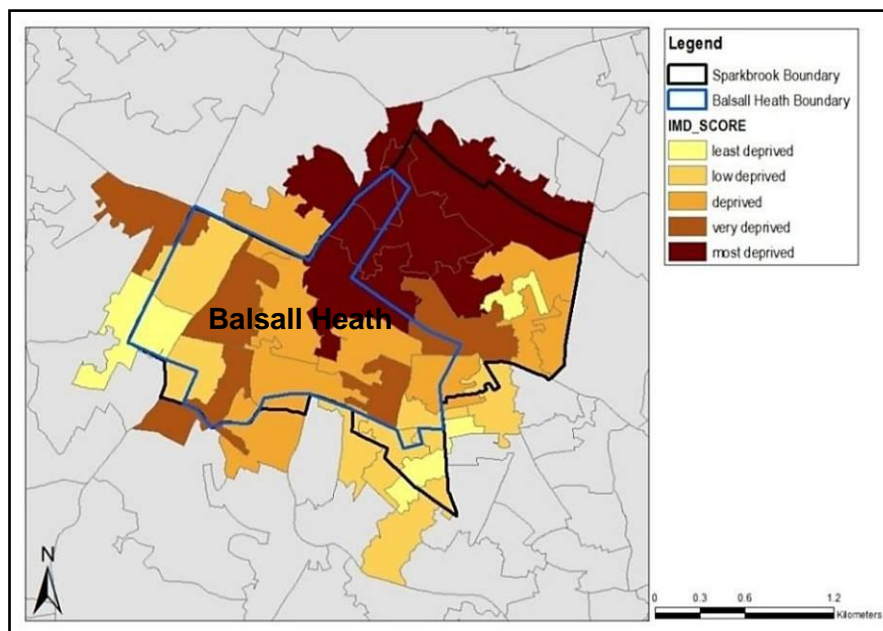 Legend
Sparkbrook Boundary
Balsall Heath Boundary
IMD_SCORE
least deprived
low deprived
deprived
very deprived
most deprived
Balsall Heath
N
0 0.3 0.6 1.2
Kilometers